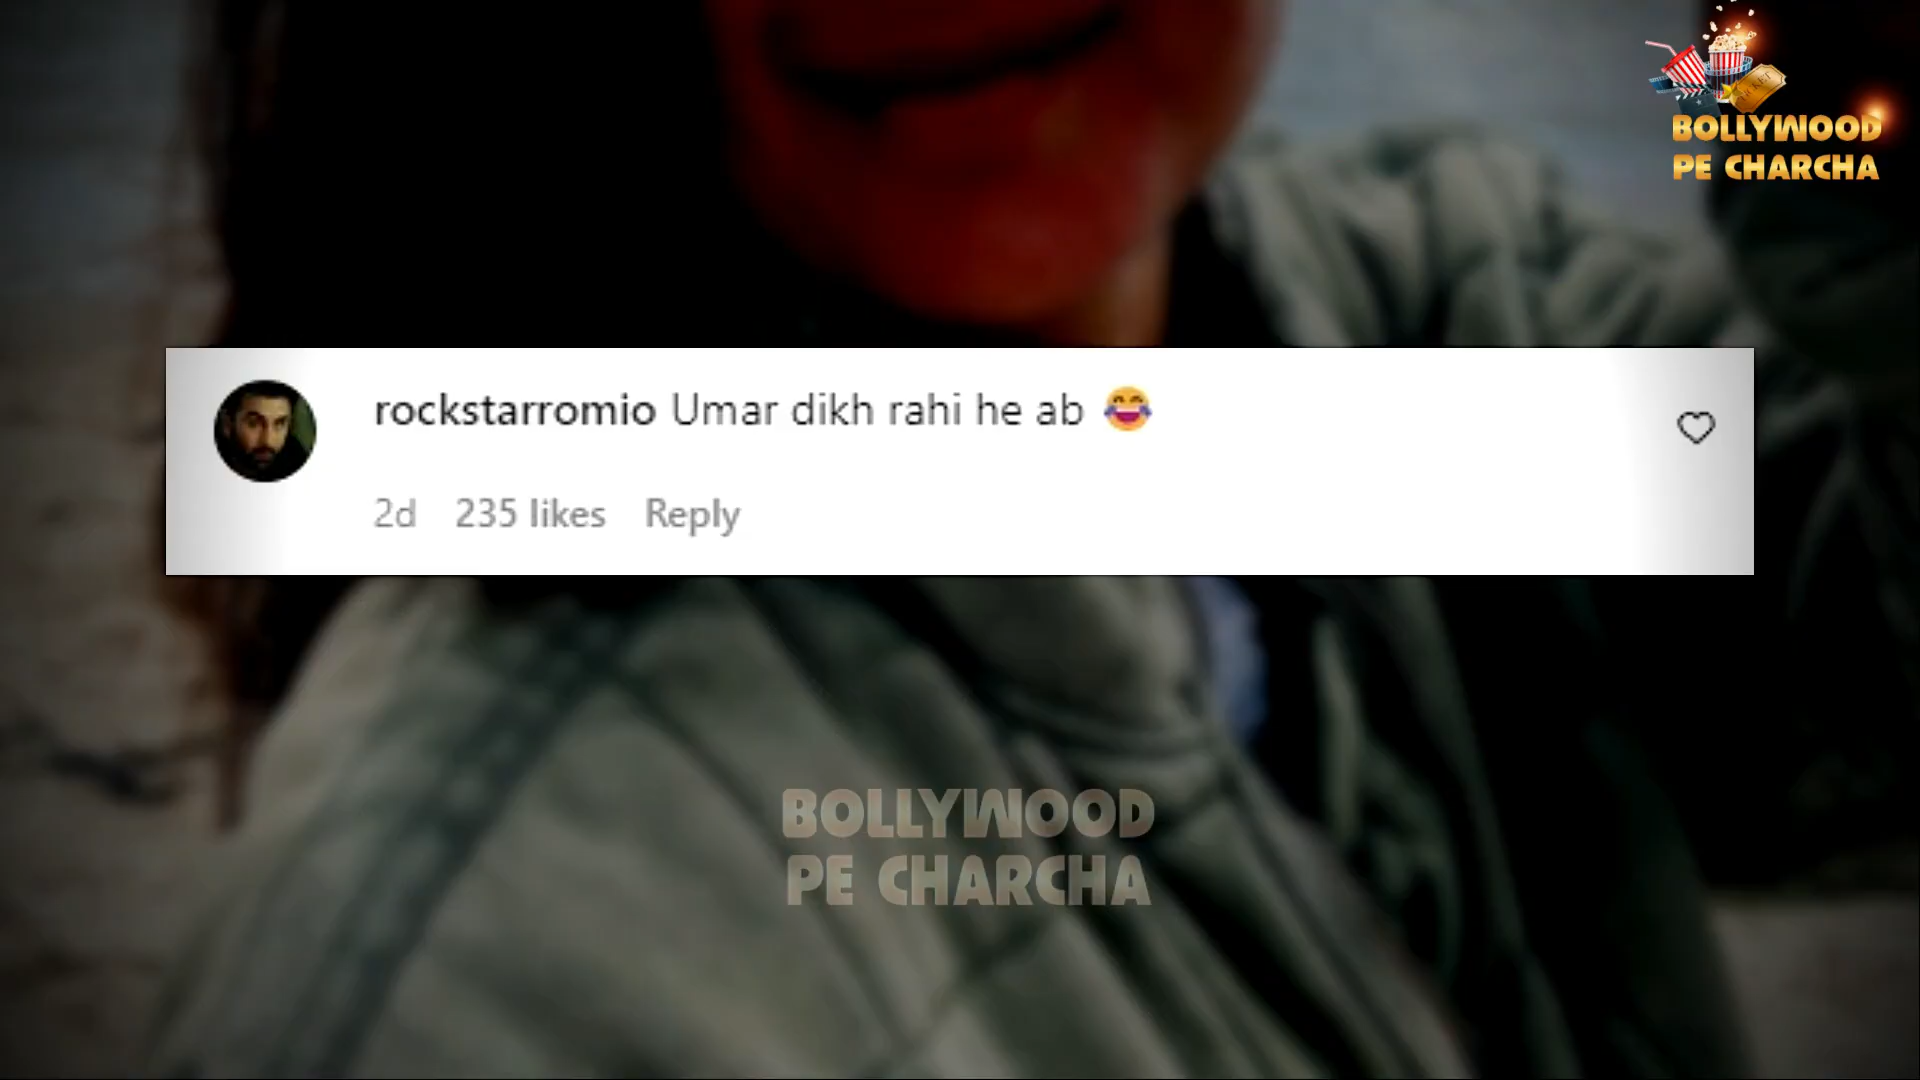 BOLLYWOOD
PE CHARCHA
rockstarromio Umar dikh rahi he ab 😂
2d 235 likes Reply
BOLLYWOOD
PE CHARCHA